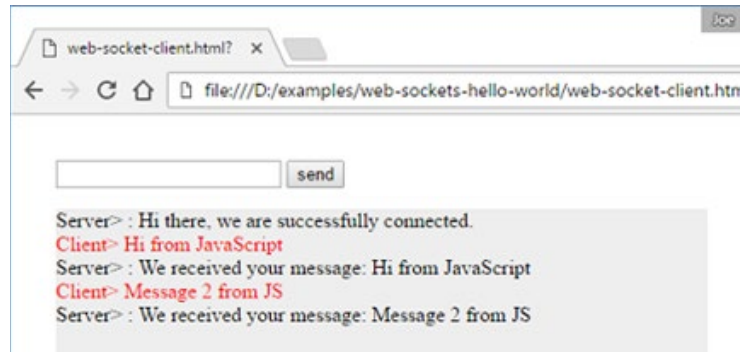 Joe
web-socket-client.html?
file:///D:/examples/web-sockets-hello-world/web-socket-client.htm
send
Server> : Hi there, we are successfully connected.
Client> Hi from JavaScript
Server> : We received your message: Hi from JavaScript
Client> Message 2 from JS
Server> : We received your message: Message 2 from JS